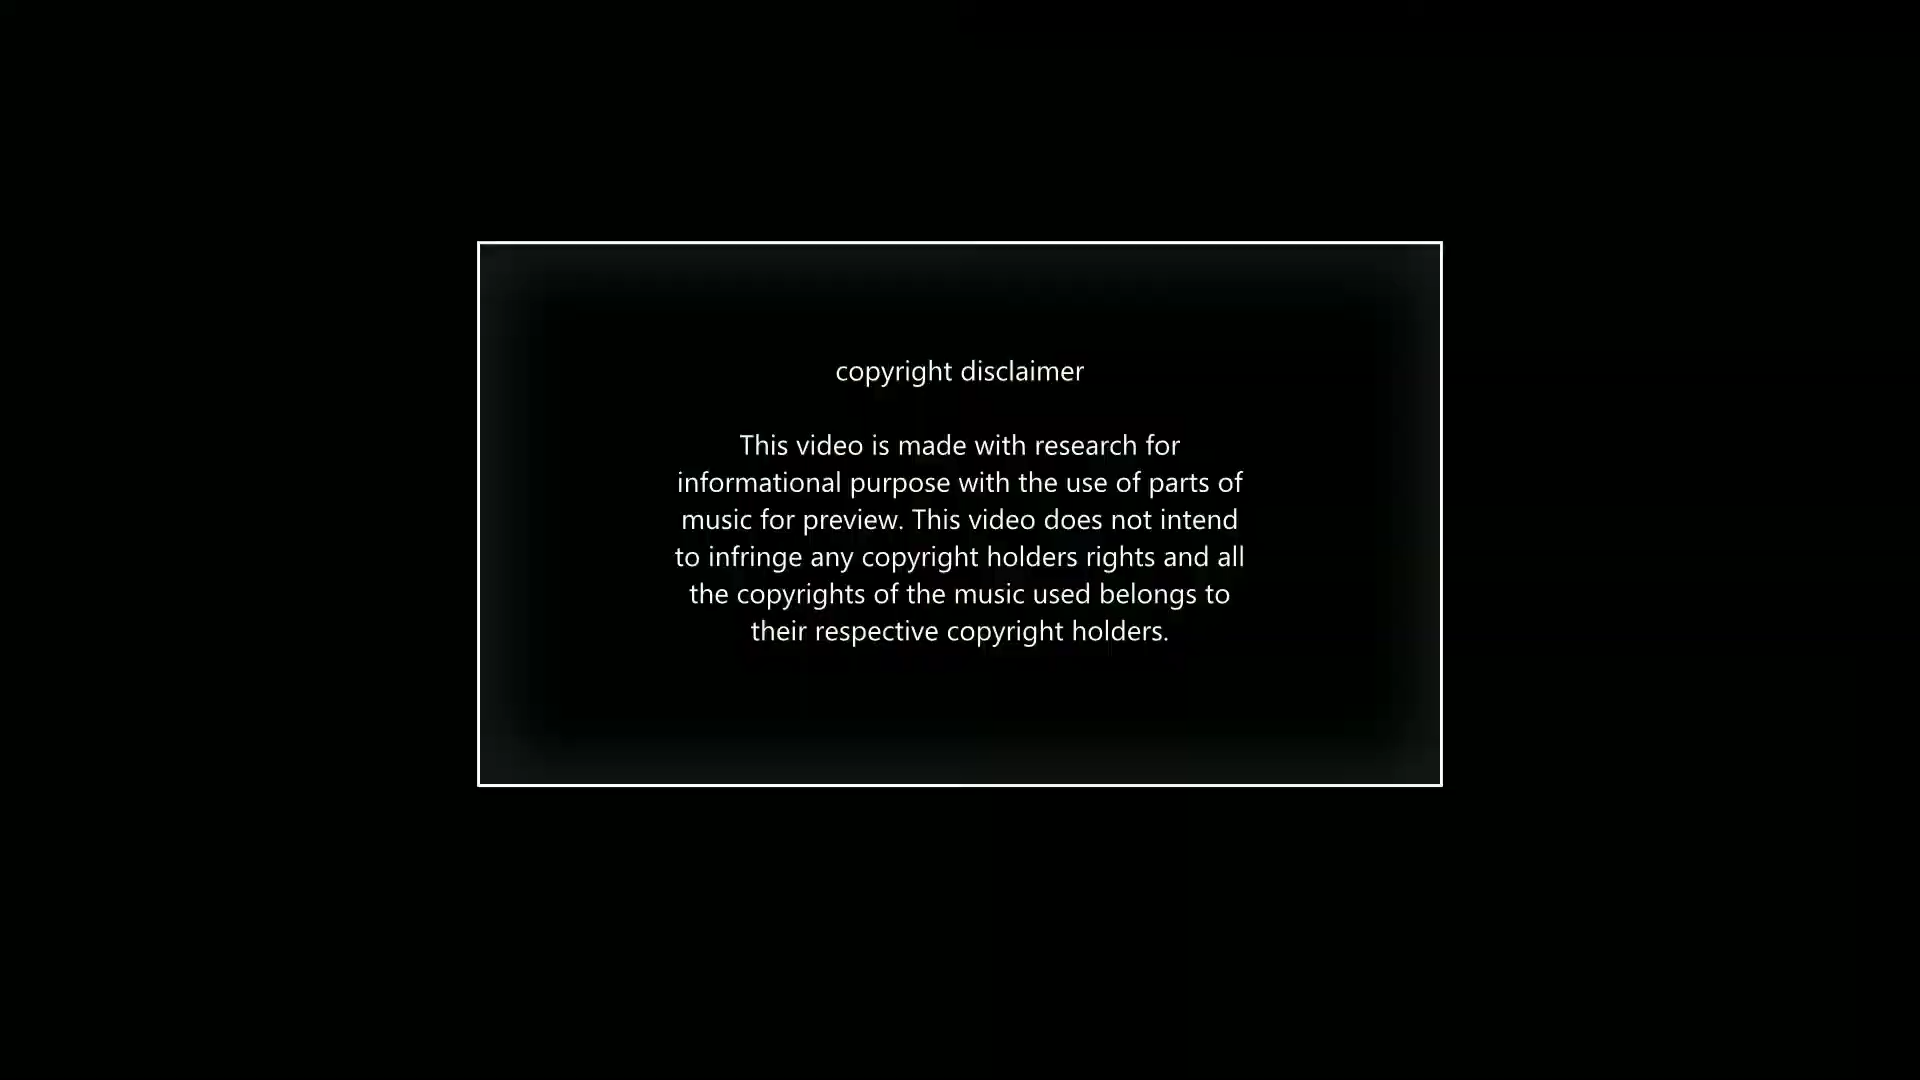 copyright disclaimer
This video is made with research for
informational purpose with the use of parts of
music for preview. This video does not intend
to infringe any copyright holders rights and all
the copyrights of the music used belongs to
their respective copyright holders.